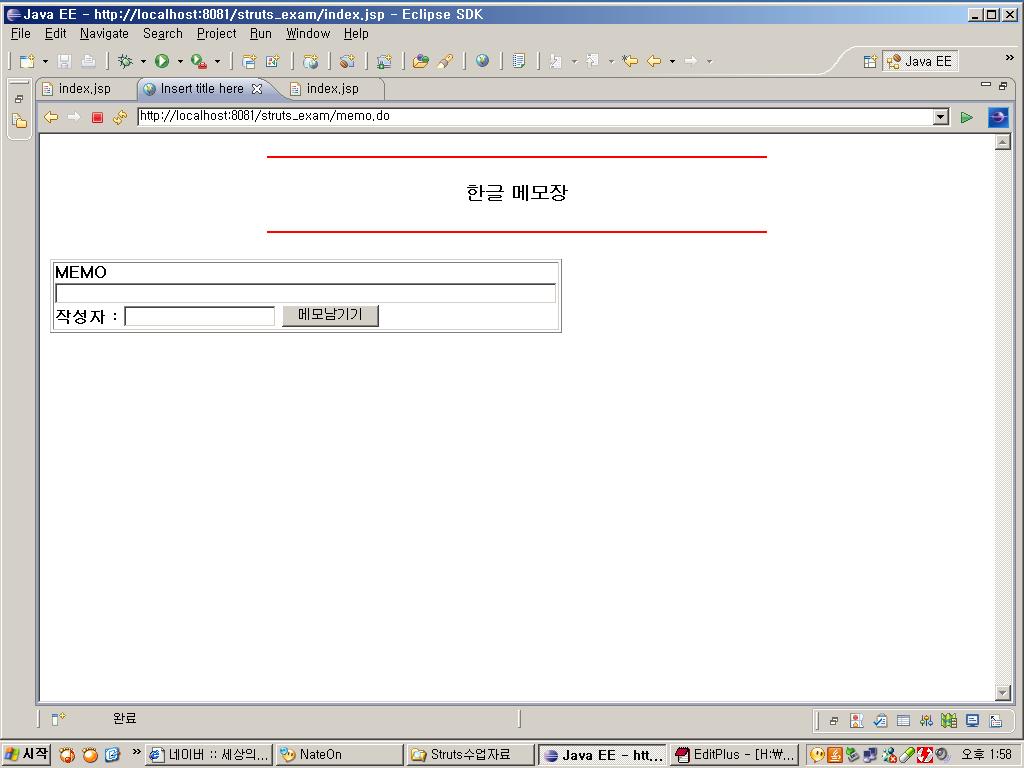 Java EE - http://localhost:8081/struts_exam/index.jsp - Eclipse SDK
File Edit Navigate Search Project Run Window Help
» Java EE
index.jsp Insert title here index.jsp
http://localhost:8081/struts_exam/memo.do
한글 메모장
MEMO
작성자 : 메모남기기
완료
시작 » 네이버 :: 세상의... NateOn Struts수업자료 Java EE - htt... EditPlus - [H:₩... 오후 1:58